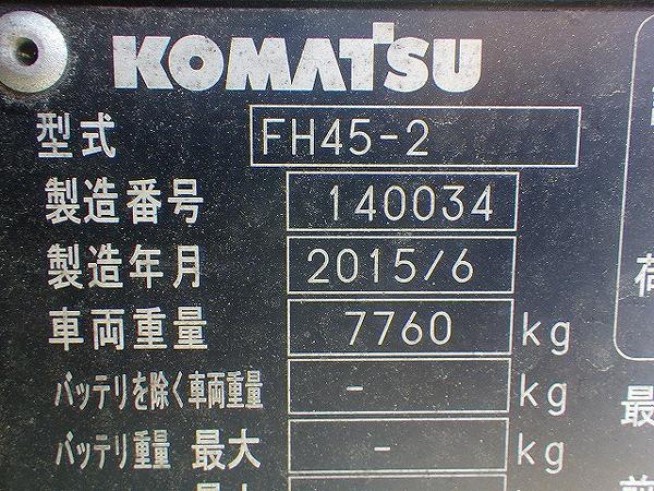 KOMATSU
型式 FH45-2
製造番号 140034
製造年月 2015/6
車両重量 7760 kg
バッテリを除く車両重量 - kg
バッテリ重量 最大 - kg
荷
最